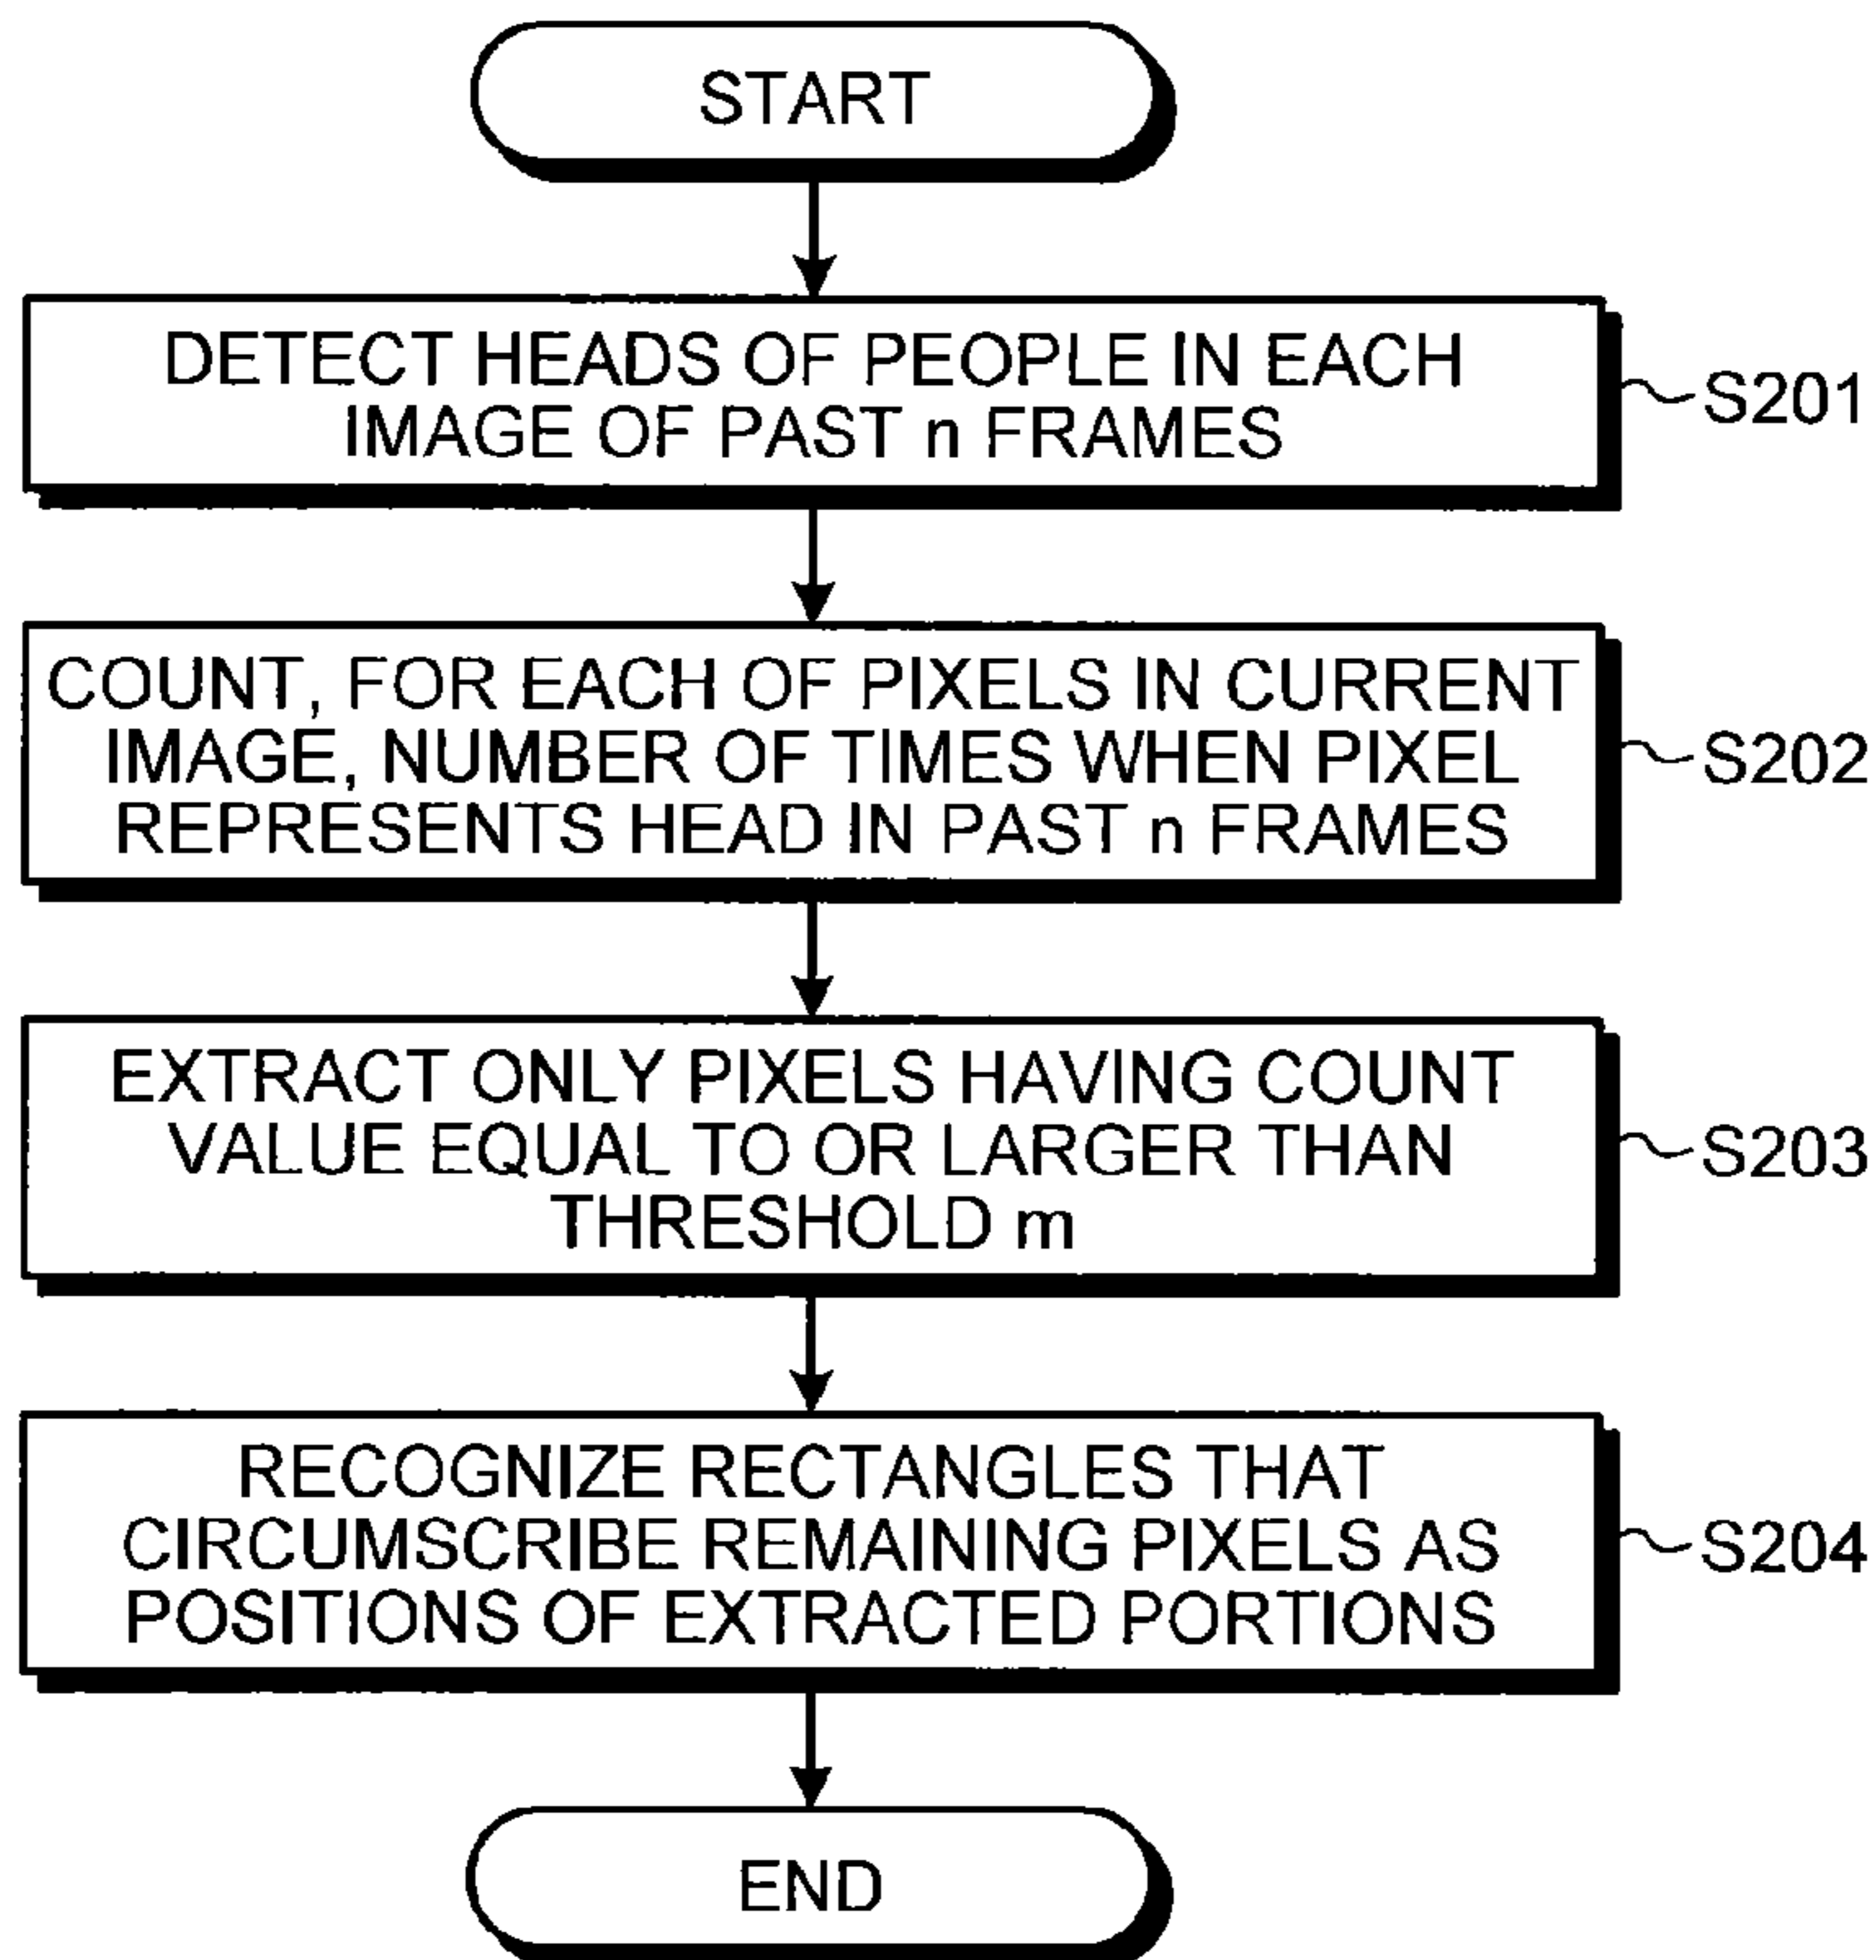 START
DETECT HEADS OF PEOPLE IN EACH
IMAGE OF PAST n FRAMES
S201
COUNT, FOR EACH OF PIXELS IN CURRENT
IMAGE, NUMBER OF TIMES WHEN PIXEL
REPRESENTS HEAD IN PAST n FRAMES
S202
EXTRACT ONLY PIXELS HAVING COUNT
VALUE EQUAL TO OR LARGER THAN
THRESHOLD m
S203
RECOGNIZE RECTANGLES THAT
CIRCUMSCRIBE REMAINING PIXELS AS
POSITIONS OF EXTRACTED PORTIONS
S204
END